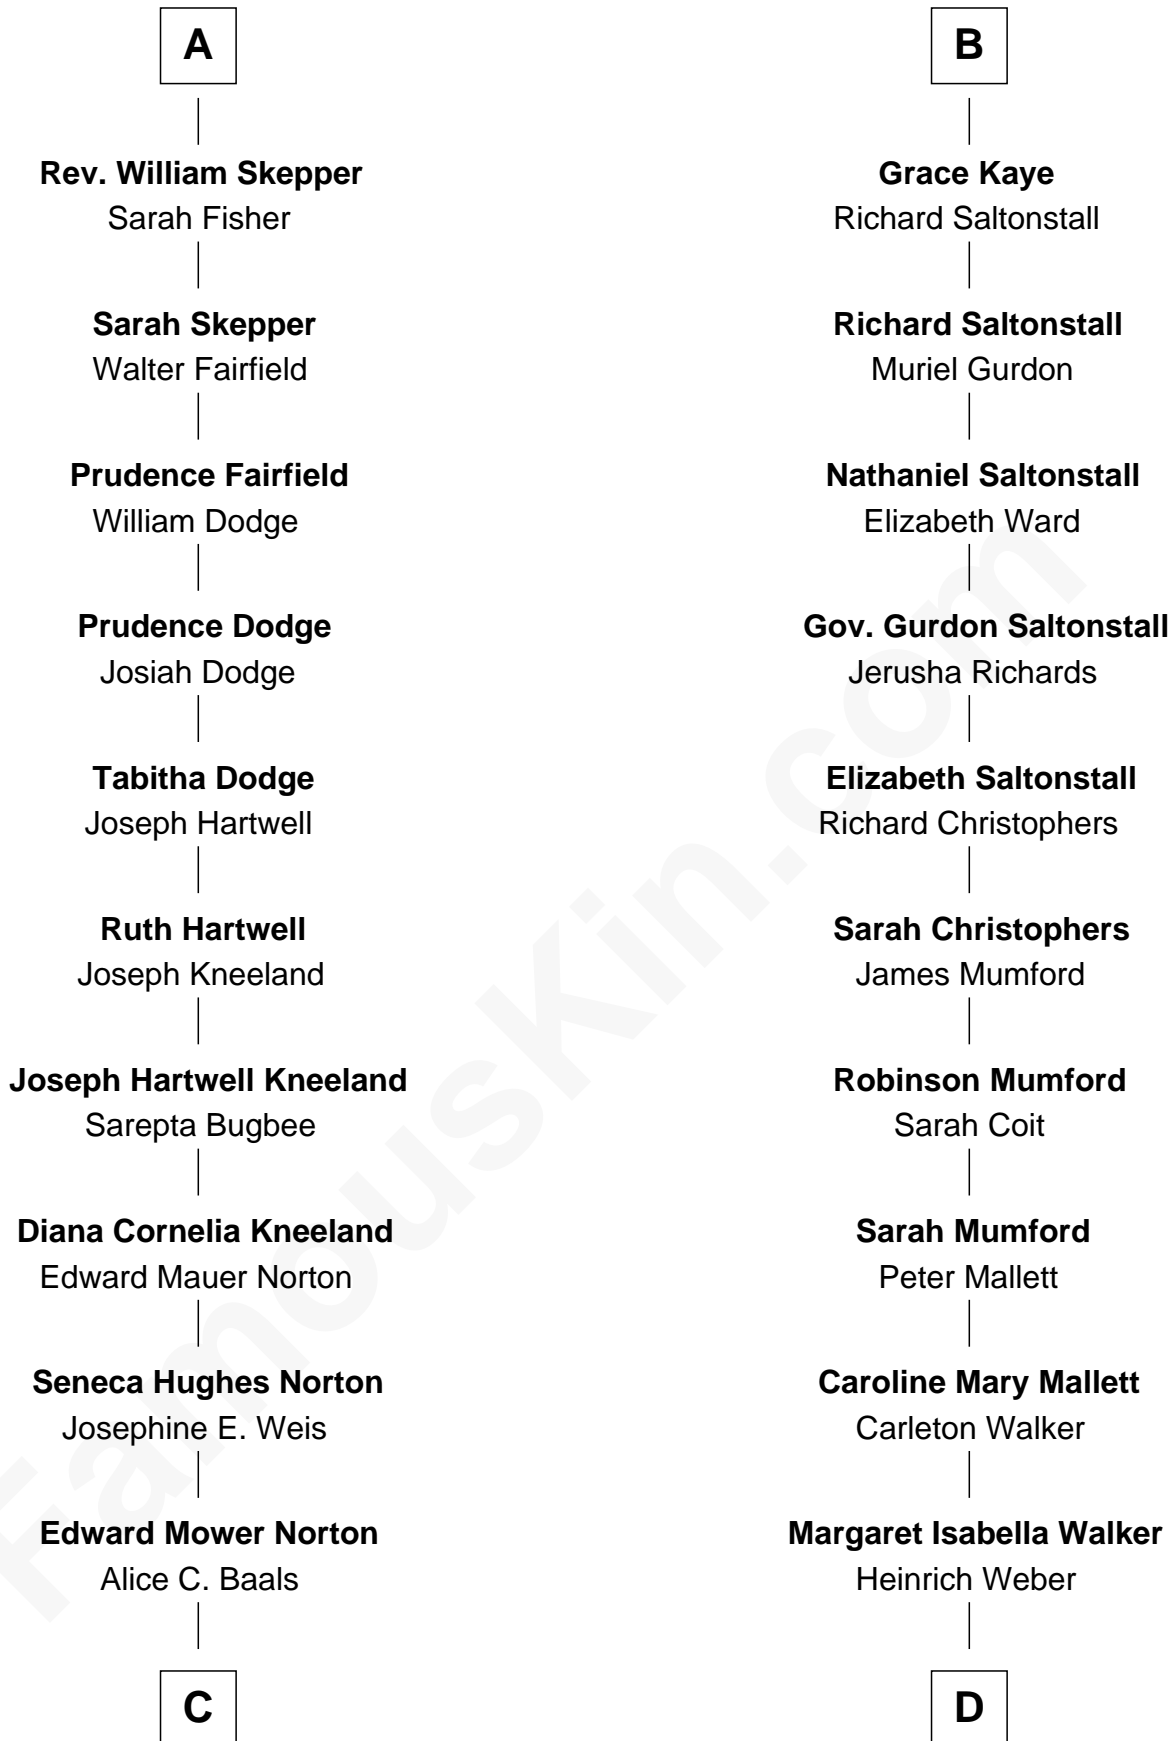 A
Rev. William Skepper
Sarah Fisher
Sarah Skepper
Walter Fairfield
Prudence Fairfield
William Dodge
Prudence Dodge
Josiah Dodge
Tabitha Dodge
Joseph Hartwell
Ruth Hartwell
Joseph Kneeland
Joseph Hartwell Kneeland
Sarepta Bugbee
Diana Cornelia Kneeland
Edward Mauer Norton
Seneca Hughes Norton
Josephine E. Weis
Edward Mower Norton
Alice C. Baals
C
B
Grace Kaye
Richard Saltonstall
Richard Saltonstall
Muriel Gurdon
Nathaniel Saltonstall
Elizabeth Ward
Gov. Gurdon Saltonstall
Jerusha Richards
Elizabeth Saltonstall
Richard Christophers
Sarah Christophers
James Mumford
Robinson Mumford
Sarah Coit
Sarah Mumford
Peter Mallett
Caroline Mary Mallett
Carleton Walker
Margaret Isabella Walker
Heinrich Weber
D
FamousKin.com